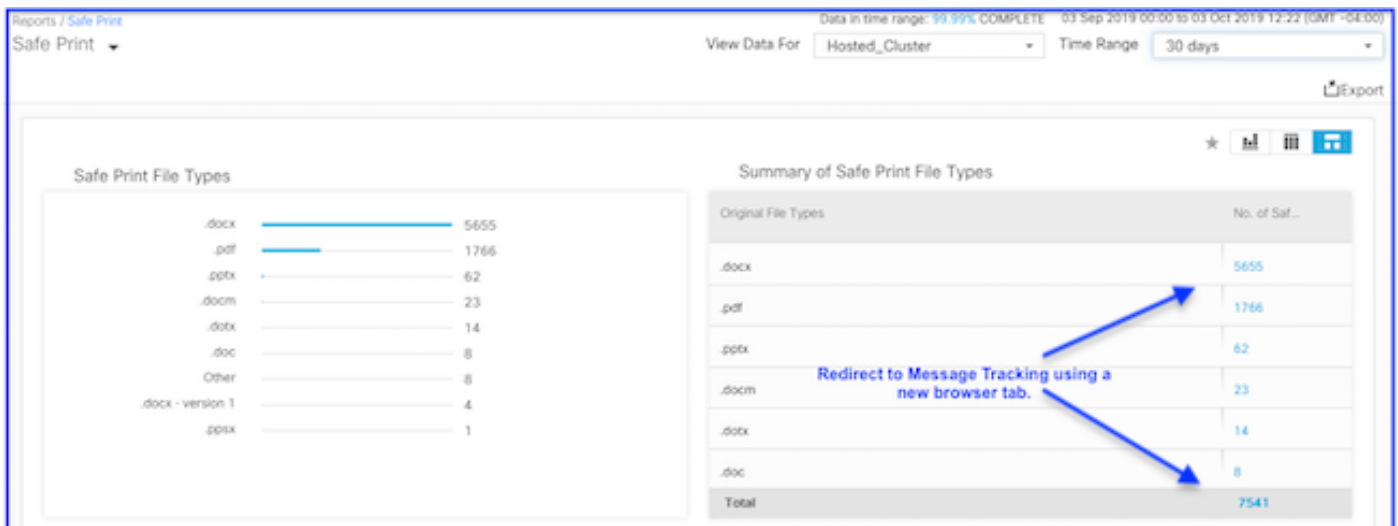 Reports / Safe Print
Data in time range: 99.99% COMPLETE 03 Sep 2019 00:00 to 03 Oct 2019 12:22 (GMT -04:00)
Safe Print
View Data For Hosted_Cluster Time Range 30 days
Export
Safe Print File Types
.docx 5655
.pdf 1766
.pptx 62
.docm 23
.dotx 14
.doc 8
Other 8
.docx - version 1 4
.ppsx 1
Summary of Safe Print File Types
Original File Types No. of Saf...
.docx 5655
.pdf 1766
.pptx 62
.docm 23
.dotx 14
.doc 8
Total 7541
Redirect to Message Tracking using a
new browser tab.